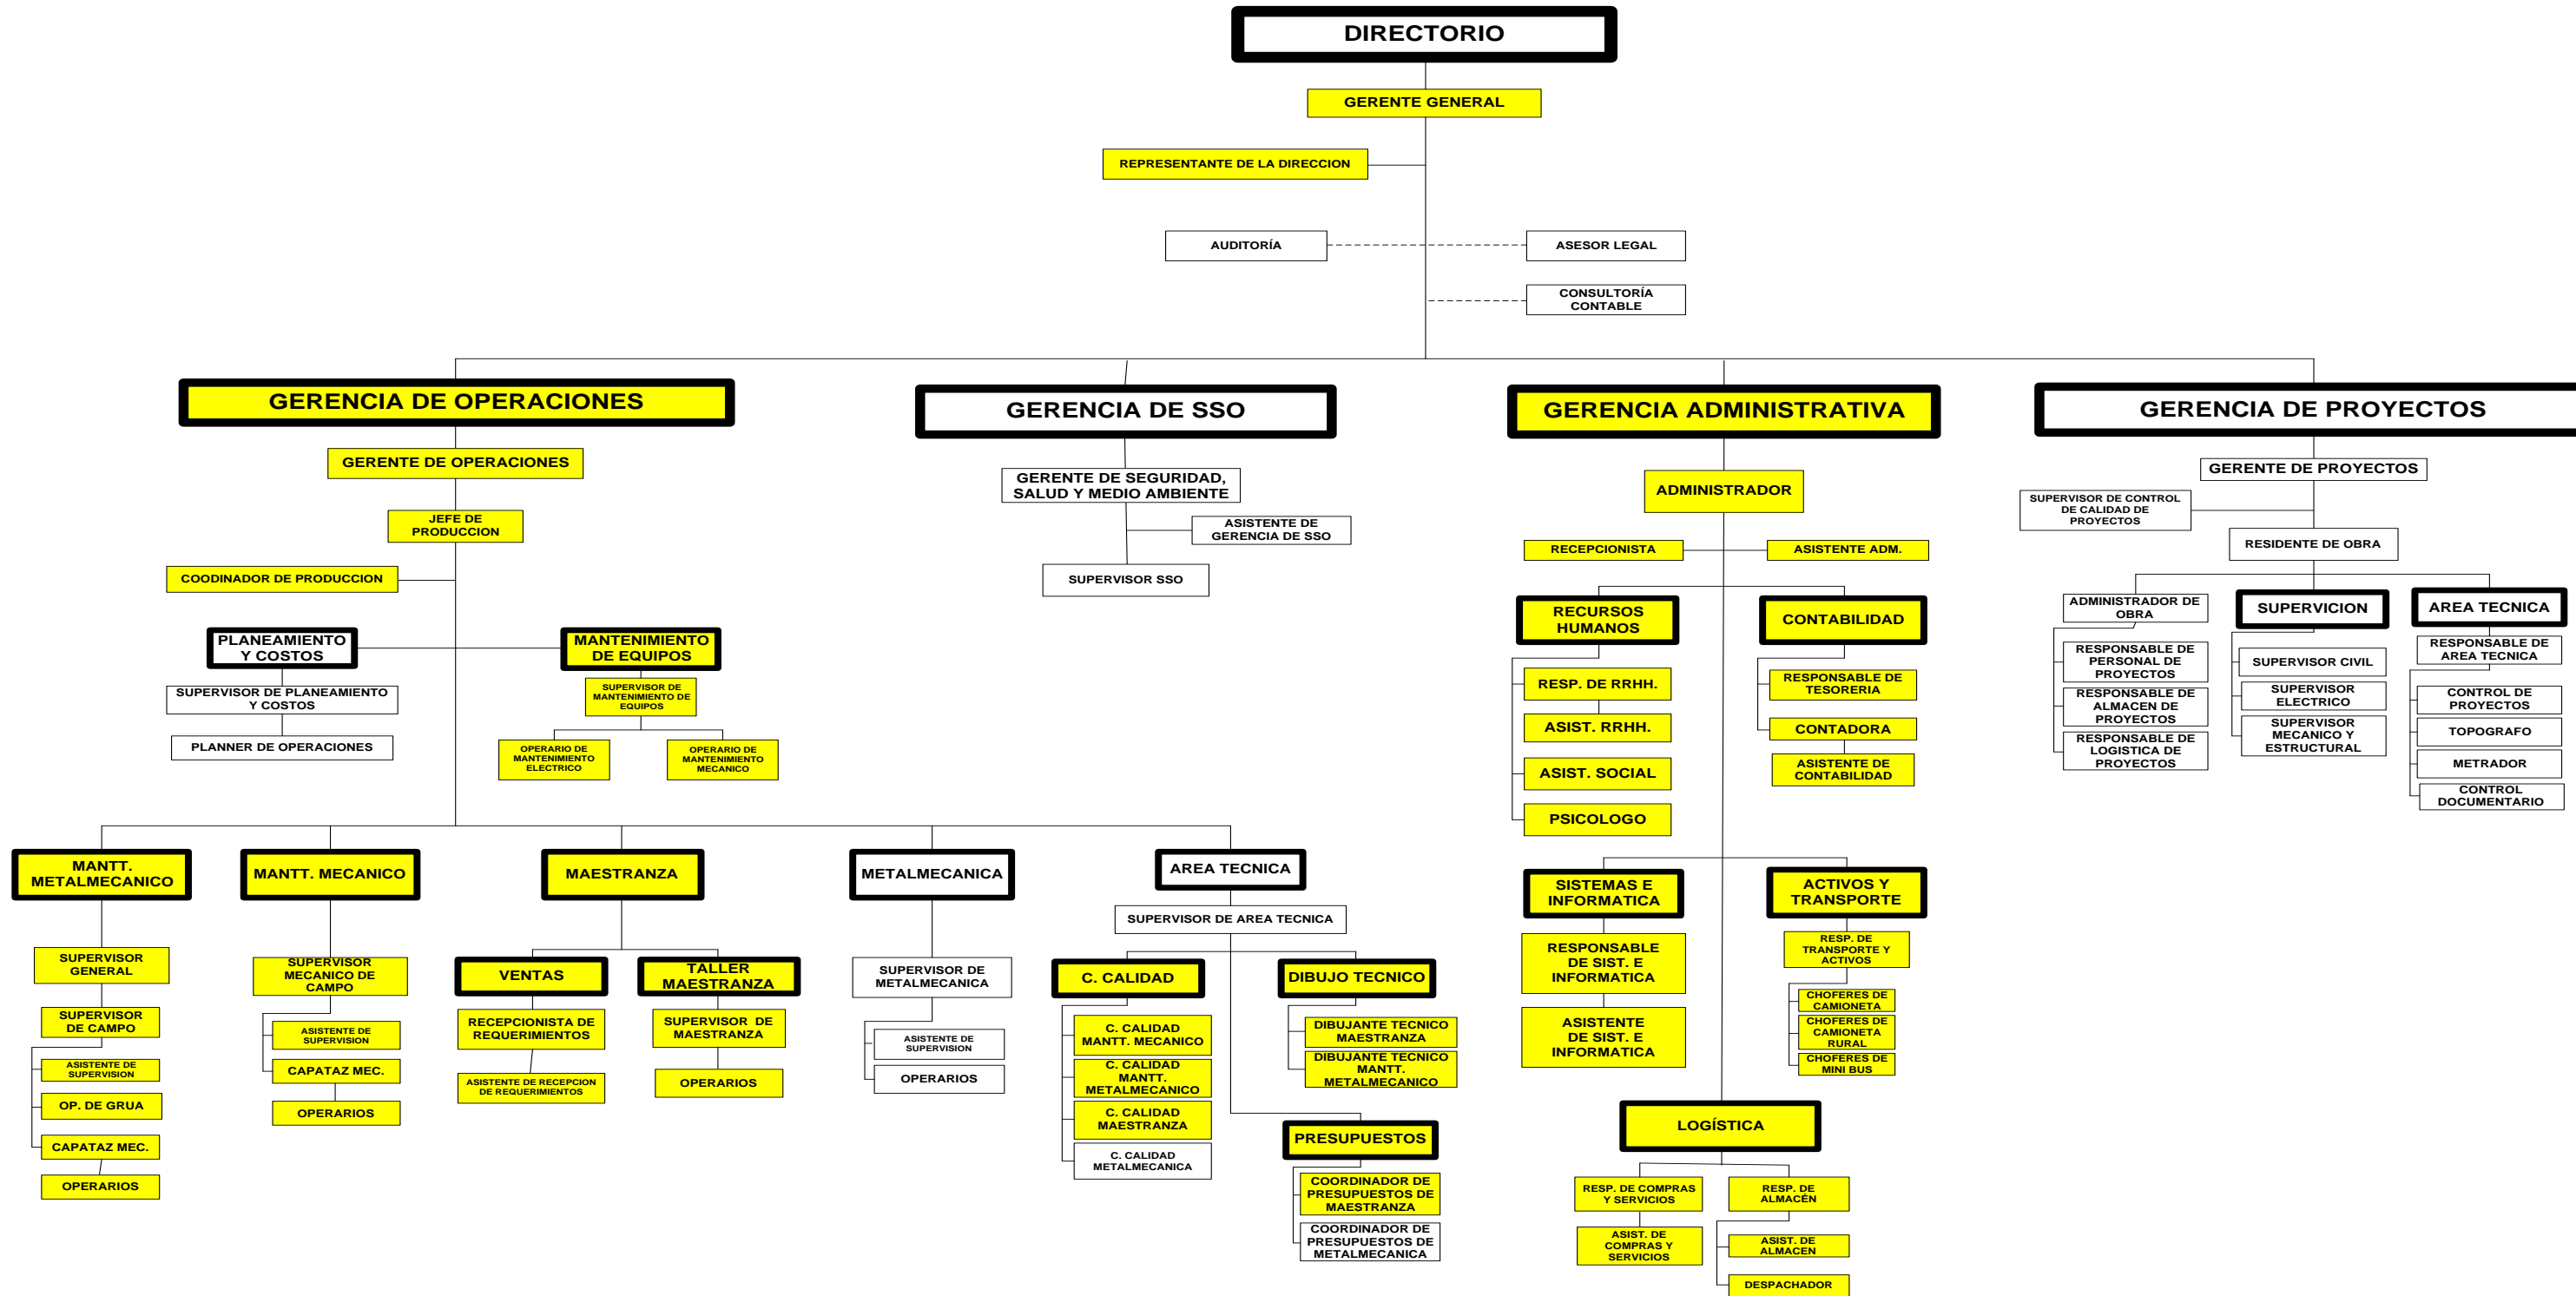 DIRECTORIO
GERENTE GENERAL
REPRESENTANTE DE LA DIRECCION
AUDITORÍA
ASESOR LEGAL
CONSULTORÍA
CONTABLE
GERENCIA DE OPERACIONES
GERENTE DE OPERACIONES
JEFE DE
PRODUCCION
COODINADOR DE PRODUCCION
PLANEAMIENTO
Y COSTOS
SUPERVISOR DE PLANEAMIENTO
Y COSTOS
PLANNER DE OPERACIONES
MANTENIMIENTO
DE EQUIPOS
SUPERVISOR DE
MANTENIMIENTO DE
EQUIPOS
OPERARIO DE
MANTENIMIENTO
ELECTRICO
OPERARIO DE
MANTENIMIENTO
MECANICO
MANTT.
METALMECANICO
SUPERVISOR
GENERAL
SUPERVISOR
DE CAMPO
ASISTENTE DE
SUPERVISION
OP. DE GRUA
CAPATAZ MEC.
OPERARIOS
MANTT. MECANICO
SUPERVISOR
MECANICO DE
CAMPO
ASISTENTE DE
SUPERVISION
CAPATAZ MEC.
OPERARIOS
MAESTRANZA
VENTAS
RECEPCIONISTA DE
REQUERIMIENTOS
ASISTENTE DE RECEPCION
DE REQUERIMIENTOS
TALLER
MAESTRANZA
SUPERVISOR DE
MAESTRANZA
OPERARIOS
METALMECANICA
SUPERVISOR DE
METALMECANICA
ASISTENTE DE
SUPERVISION
OPERARIOS
AREA TECNICA
SUPERVISOR DE AREA TECNICA
C. CALIDAD
C. CALIDAD
MANTT. MECANICO
C. CALIDAD
MANTT.
METALMECANICO
C. CALIDAD
MAESTRANZA
C. CALIDAD
METALMECANICA
DIBUJO TECNICO
DIBUJANTE TECNICO
MAESTRANZA
DIBUJANTE TECNICO
MANTT.
METALMECANICO
PRESUPUESTOS
COORDINADOR DE
PRESUPUESTOS DE
MAESTRANZA
COORDINADOR DE
PRESUPUESTOS DE
METALMECANICA
GERENCIA DE SSO
GERENTE DE SEGURIDAD,
SALUD Y MEDIO AMBIENTE
ASISTENTE DE
GERENCIA DE SSO
SUPERVISOR SSO
GERENCIA ADMINISTRATIVA
ADMINISTRADOR
RECEPCIONISTA
ASISTENTE ADM.
RECURSOS
HUMANOS
RESP. DE RRHH.
ASIST. RRHH.
ASIST. SOCIAL
PSICOLOGO
CONTABILIDAD
RESPONSABLE DE
TESORERIA
CONTADORA
ASISTENTE DE
CONTABILIDAD
SISTEMAS E
INFORMATICA
RESPONSABLE
DE SIST. E
INFORMATICA
ASISTENTE
DE SIST. E
INFORMATICA
ACTIVOS Y
TRANSPORTE
RESP. DE
TRANSPORTE Y
ACTIVOS
CHOFERES DE
CAMIONETA
CHOFERES DE
CAMIONETA
RURAL
CHOFERES DE
MINI BUS
LOGÍSTICA
RESP. DE COMPRAS
Y SERVICIOS
ASIST. DE
COMPRAS Y
SERVICIOS
RESP. DE
ALMACÉN
ASIST. DE
ALMACEN
DESPACHADOR
GERENCIA DE PROYECTOS
GERENTE DE PROYECTOS
SUPERVISOR DE CONTROL
DE CALIDAD DE
PROYECTOS
RESIDENTE DE OBRA
ADMINISTRADOR DE
OBRA
RESPONSABLE DE
PERSONAL DE
PROYECTOS
RESPONSABLE DE
ALMACEN DE
PROYECTOS
RESPONSABLE DE
LOGISTICA DE
PROYECTOS
SUPERVICION
SUPERVISOR CIVIL
SUPERVISOR
ELECTRICO
SUPERVISOR
MECANICO Y
ESTRUCTURAL
AREA TECNICA
RESPONSABLE DE
AREA TECNICA
CONTROL DE
PROYECTOS
TOPOGRAFO
METRADOR
CONTROL
DOCUMENTARIO